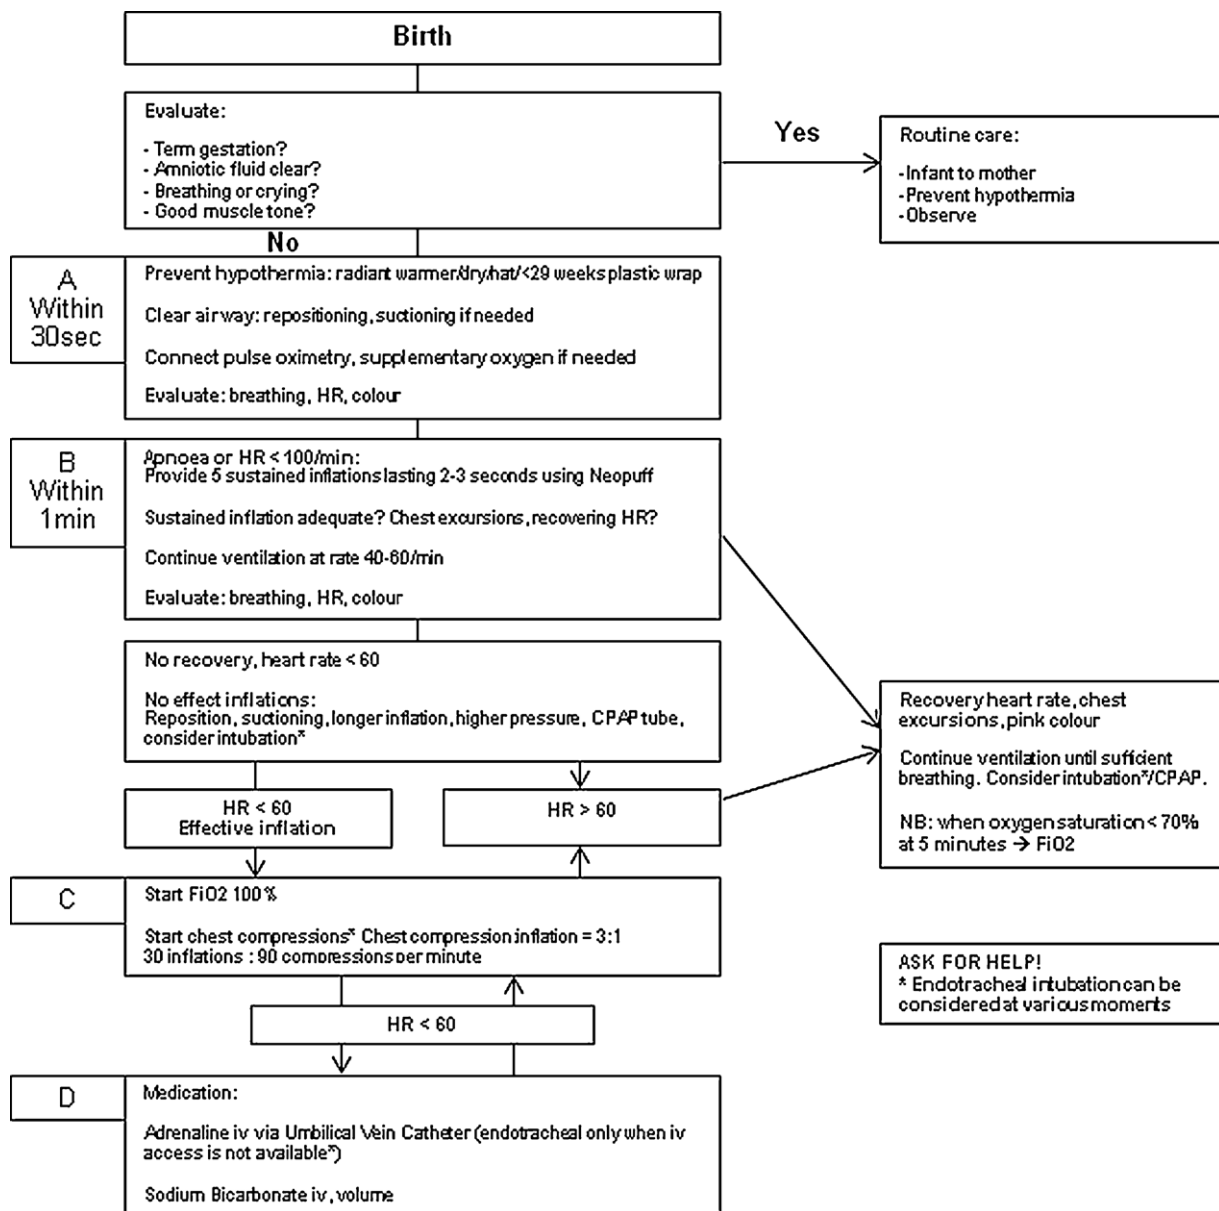 Birth
Evaluate:
- Term gestation?
- Amniotic fluid clear?
- Breathing or crying?
- Good muscle tone?
Yes
Routine care:
-Infant to mother
-Prevent hypothermia
-Observe
No
A
Within
30sec
Prevent hypothermia: radiant warmer/dry/hat/<29 weeks plastic wrap
Clear airway: repositioning, suctioning if needed
Connect pulse oximetry, supplementary oxygen if needed
Evaluate: breathing, HR, colour
B
Within
1min
Apnoea or HR < 100/min:
Provide 5 sustained inflations lasting 2-3 seconds using Neopuff
Sustained inflation adequate? Chest excursions, recovering HR?
Continue ventilation at rate 40-60/min
Evaluate: breathing, HR, colour
No recovery, heart rate < 60
No effect inflations:
Reposition, suctioning, longer inflation, higher pressure, CPAP tube,
consider intubation*
Recovery heart rate, chest
excursions, pink colour
Continue ventilation until sufficient
breathing. Consider intubation*/CPAP.
NB: when oxygen saturation < 70%
at 5 minutes → FiO2
HR < 60
Effective inflation
HR > 60
C
Start FiO2 100%
Start chest compressions* Chest compression:inflation = 3:1
30 inflations : 90 compressions per minute
ASK FOR HELP!
* Endotracheal intubation can be
considered at various moments
HR < 60
D
Medication:
Adrenaline iv via Umbilical Vein Catheter (endotracheal only when iv
access is not available*)
Sodium Bicarbonate iv, volume